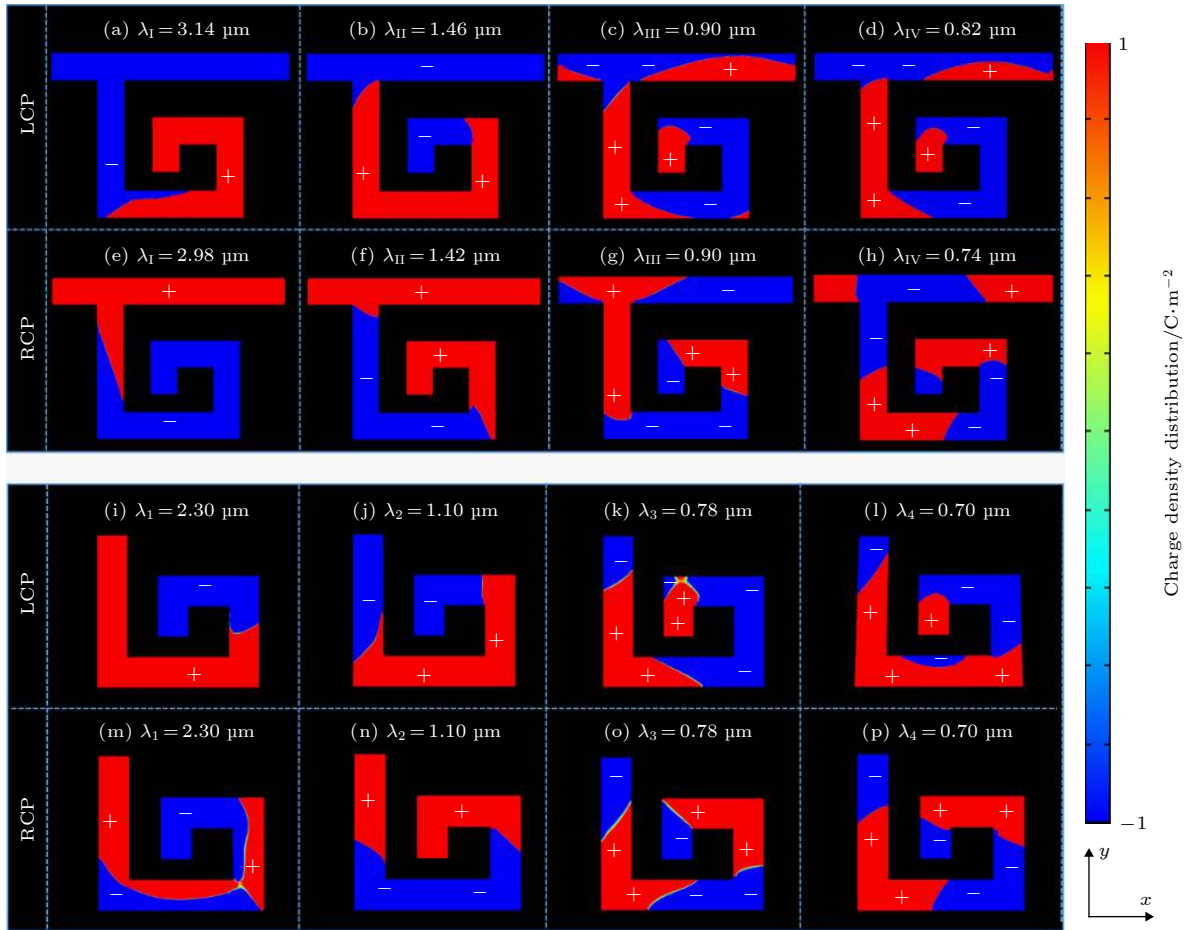 (a) λI = 3.14 µm
(b) λII = 1.46 µm
(c) λIII = 0.90 µm
(d) λIV = 0.82 µm
LCP
− + − + − − + + + − − − − + + + − −
(e) λI = 2.98 µm
(f) λII = 1.42 µm
(g) λIII = 0.90 µm
(h) λIV = 0.74 µm
RCP
+ − + − + − + − + + − + − − − + − + + − +
(i) λ1 = 2.30 µm
(j) λ2 = 1.10 µm
(k) λ3 = 0.78 µm
(l) λ4 = 0.70 µm
LCP
− + − − + + − − − + + + + − − + − + + − + +
(m) λ1 = 2.30 µm
(n) λ2 = 1.10 µm
(o) λ3 = 0.78 µm
(p) λ4 = 0.70 µm
RCP
+ − + − + + − − − + + − + − − − + + + − + −
1
−1
Charge density distribution/C·m−2
y
x